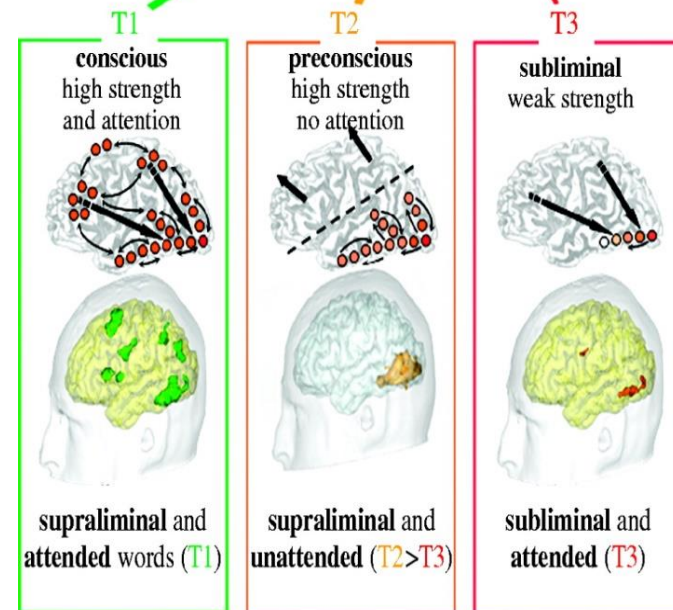 T1
conscious
high strength
and attention
supraliminal and
attended words (T1)
T2
preconscious
high strength
no attention
supraliminal and
unattended (T2>T3)
T3
subliminal
weak strength
subliminal and
attended (T3)